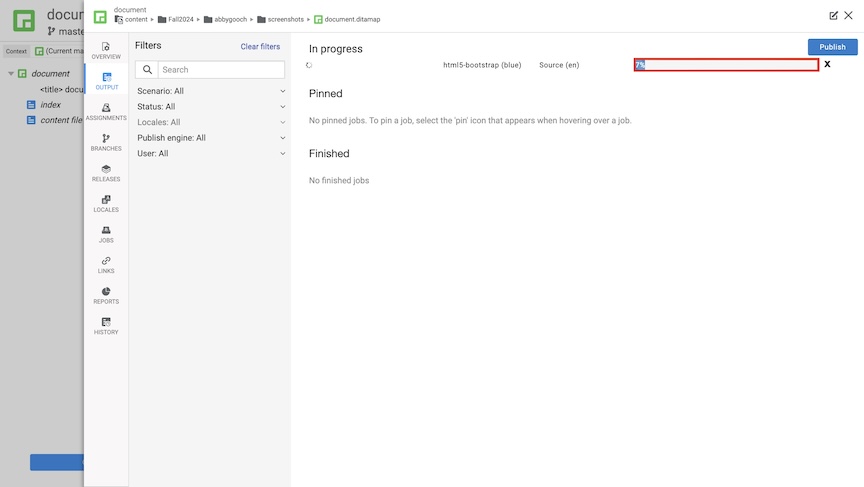 docum
maste
Context
(Current ma
document
<title> docu
index
content file
document
content ▸ Fall2024 ▸ abbygooch ▸ screenshots ▸ document.ditamap
OVERVIEW
OUTPUT
ASSIGNMENTS
BRANCHES
RELEASES
LOCALES
JOBS
LINKS
REPORTS
HISTORY
Filters
Clear filters
Search
Scenario: All
Status: All
Locales: All
Publish engine: All
User: All
In progress
Publish
html5-bootstrap (blue) Source (en) 7% X
Pinned
No pinned jobs. To pin a job, select the 'pin' icon that appears when hovering over a job.
Finished
No finished jobs